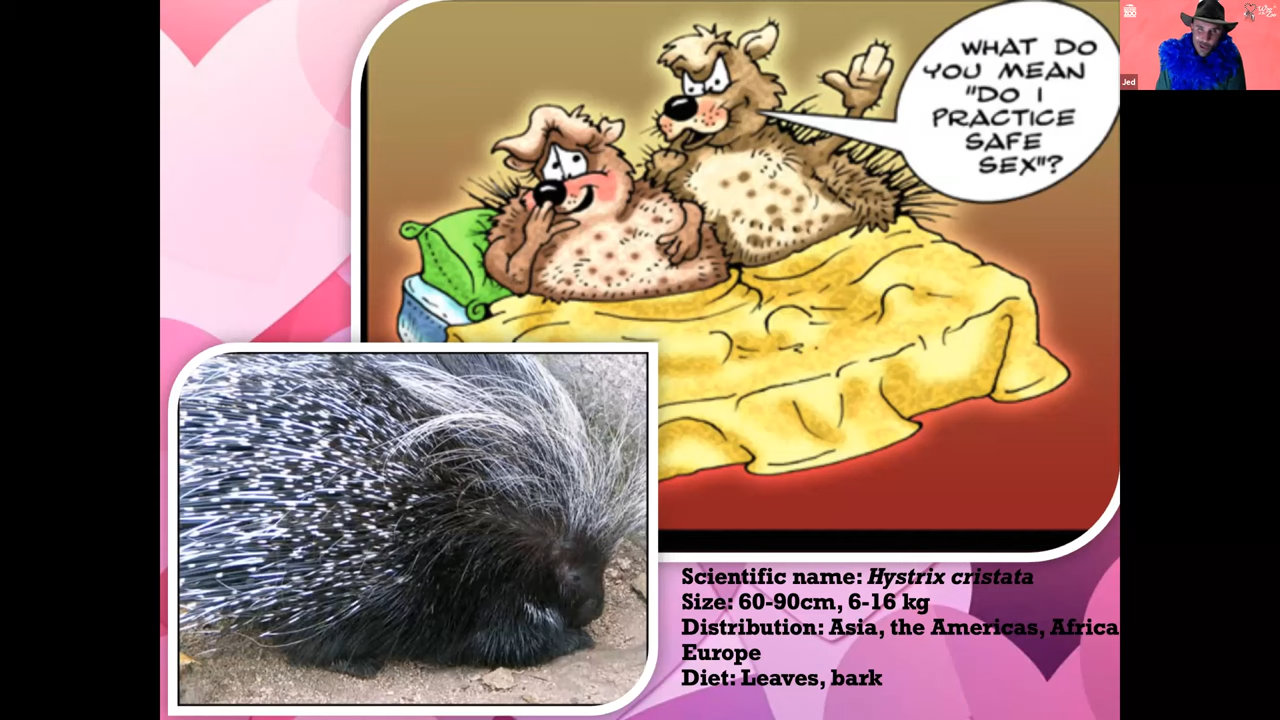 WHAT DO
YOU MEAN
"DO I
PRACTICE
SAFE
SEX"?
Jed
Scientific name: Hystrix cristata
Size: 60-90cm, 6-16 kg
Distribution: Asia, the Americas, Africa
Europe
Diet: Leaves, bark